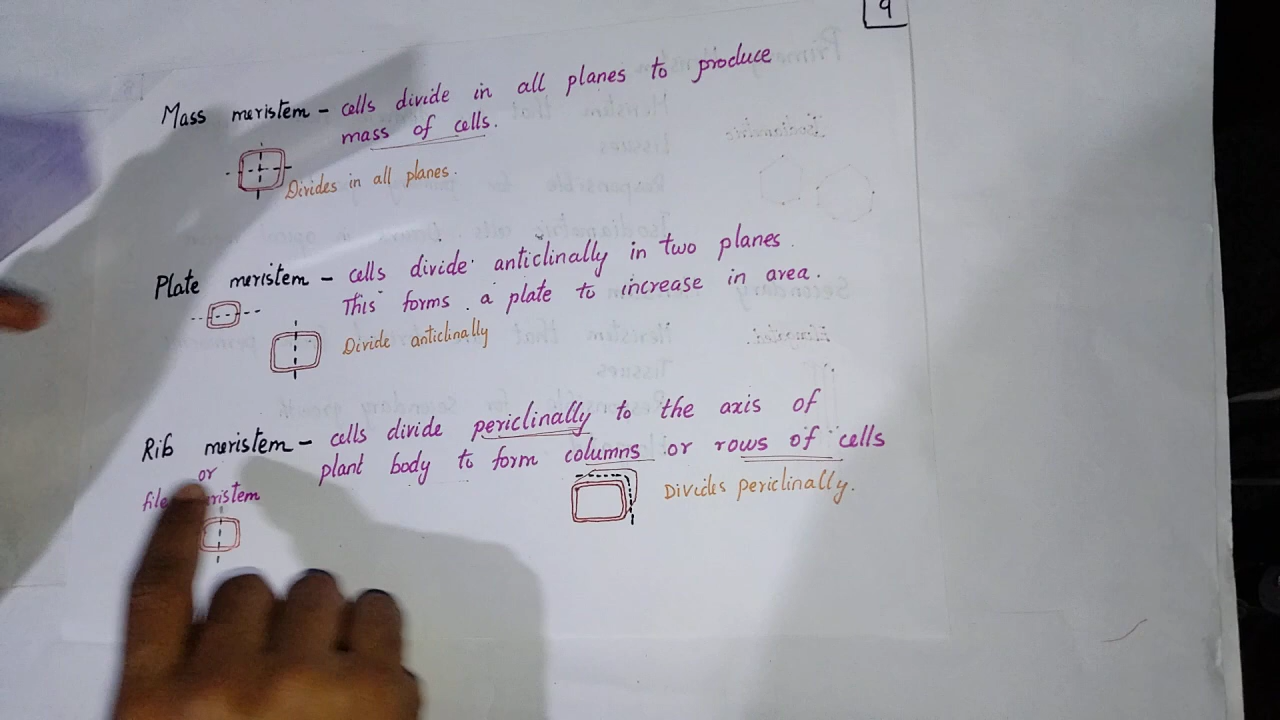 9
Mass meristem - cells divide in all planes to produce
mass of cells.
Divides in all planes.
Plate meristem - cells divide anticlinally in two planes.
This forms a plate to increase in area.
Divide anticlinally
Rib meristem - cells divide periclinally to the axis of
or plant body to form columns or rows of cells
file
Divides periclinally.